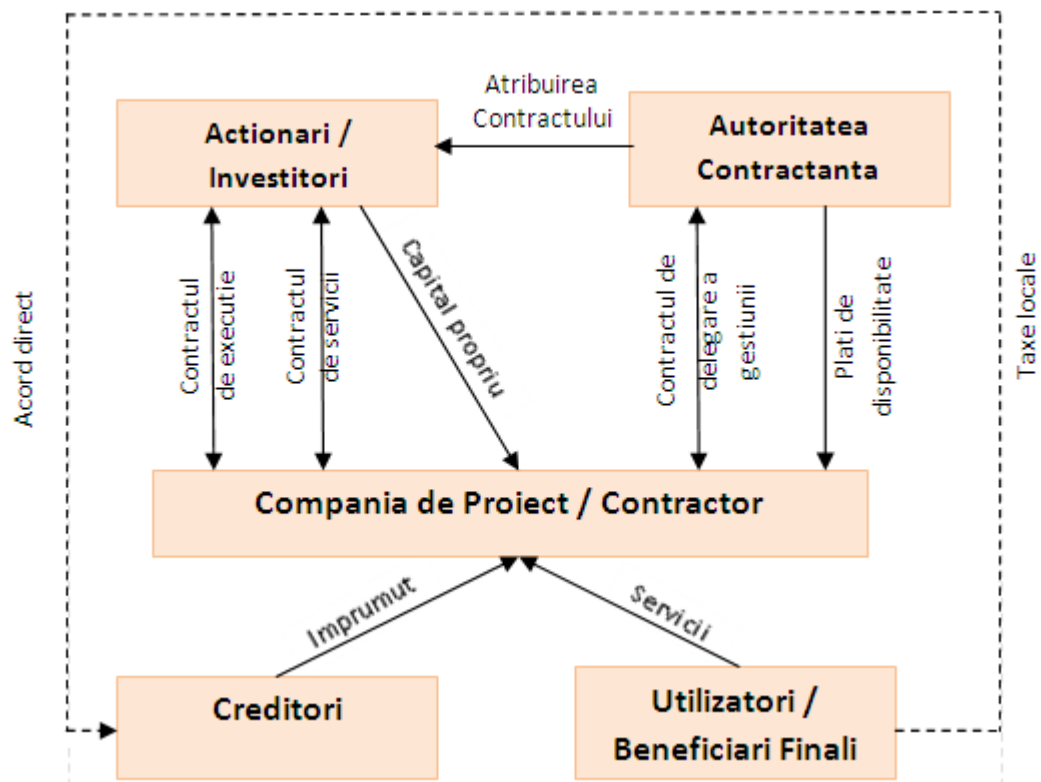 Atribuirea
Contractului
Actionari /
Investitori
Autoritatea
Contractanta
Acord direct
Contractul
de executie
Contractul
de servicii
Capital propriu
Contractul de
delegare a
gestiunii
Plati de
disponibilitate
Taxe locale
Compania de Proiect / Contractor
Imprumut
Servicii
Creditori
Utilizatori /
Beneficiari Finali